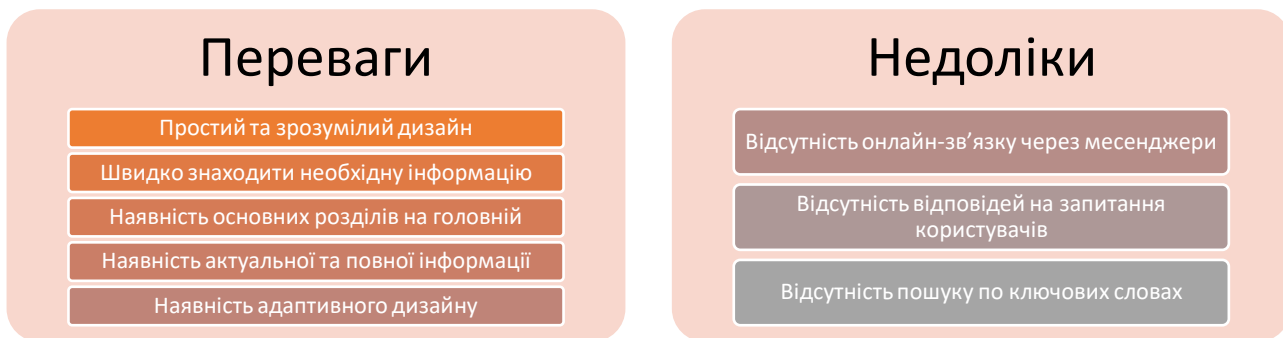 Переваги
Простий та зрозумілий дизайн
Швидко знаходити необхідну інформацію
Наявність основних розділів на головній
Наявність актуальної та повної інформації
Наявність адаптивного дизайну
Недоліки
Відсутність онлайн-зв’язку через месенджери
Відсутність відповідей на запитання
користувачів
Відсутність пошуку по ключових словах